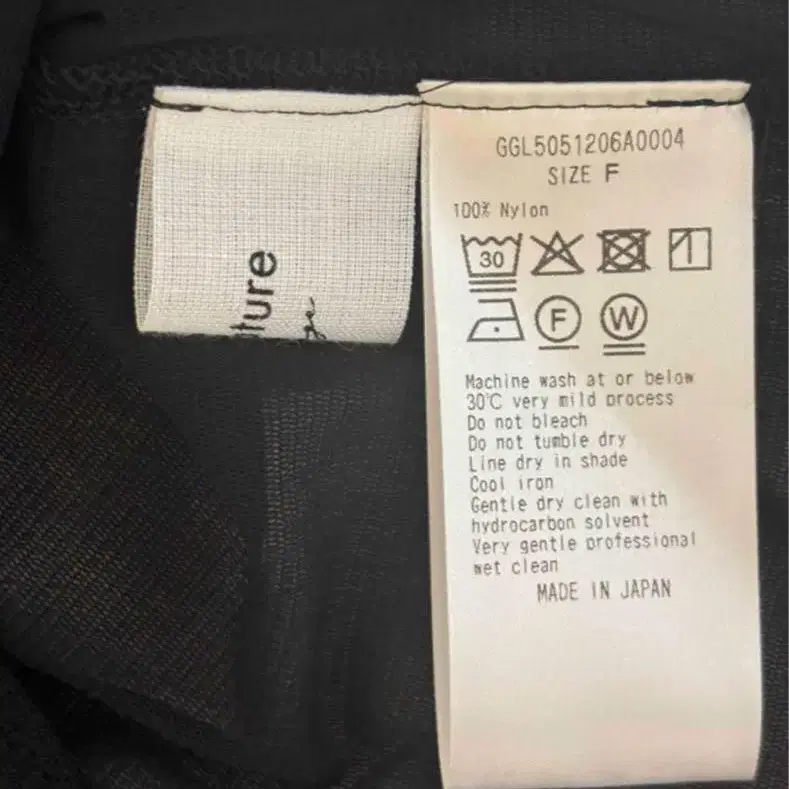 ture
GGL5051206A0004
SIZE F
100% Nylon
30
F
W
Machine wash at or below
30℃ very mild process
Do not bleach
Do not tumble dry
Line dry in shade
Cool iron
Gentle dry clean with
hydrocarbon solvent
Very gentle professional
wet clean
MADE IN JAPAN